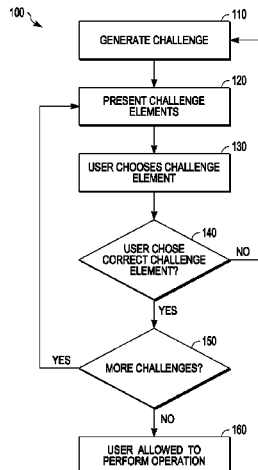 100
110
GENERATE CHALLENGE
120
PRESENT CHALLENGE
ELEMENTS
130
USER CHOOSES CHALLENGE
ELEMENT
140
USER CHOSE
CORRECT CHALLENGE
ELEMENT?
NO
YES
150
YES
MORE CHALLENGES?
NO
160
USER ALLOWED TO
PERFORM OPERATION